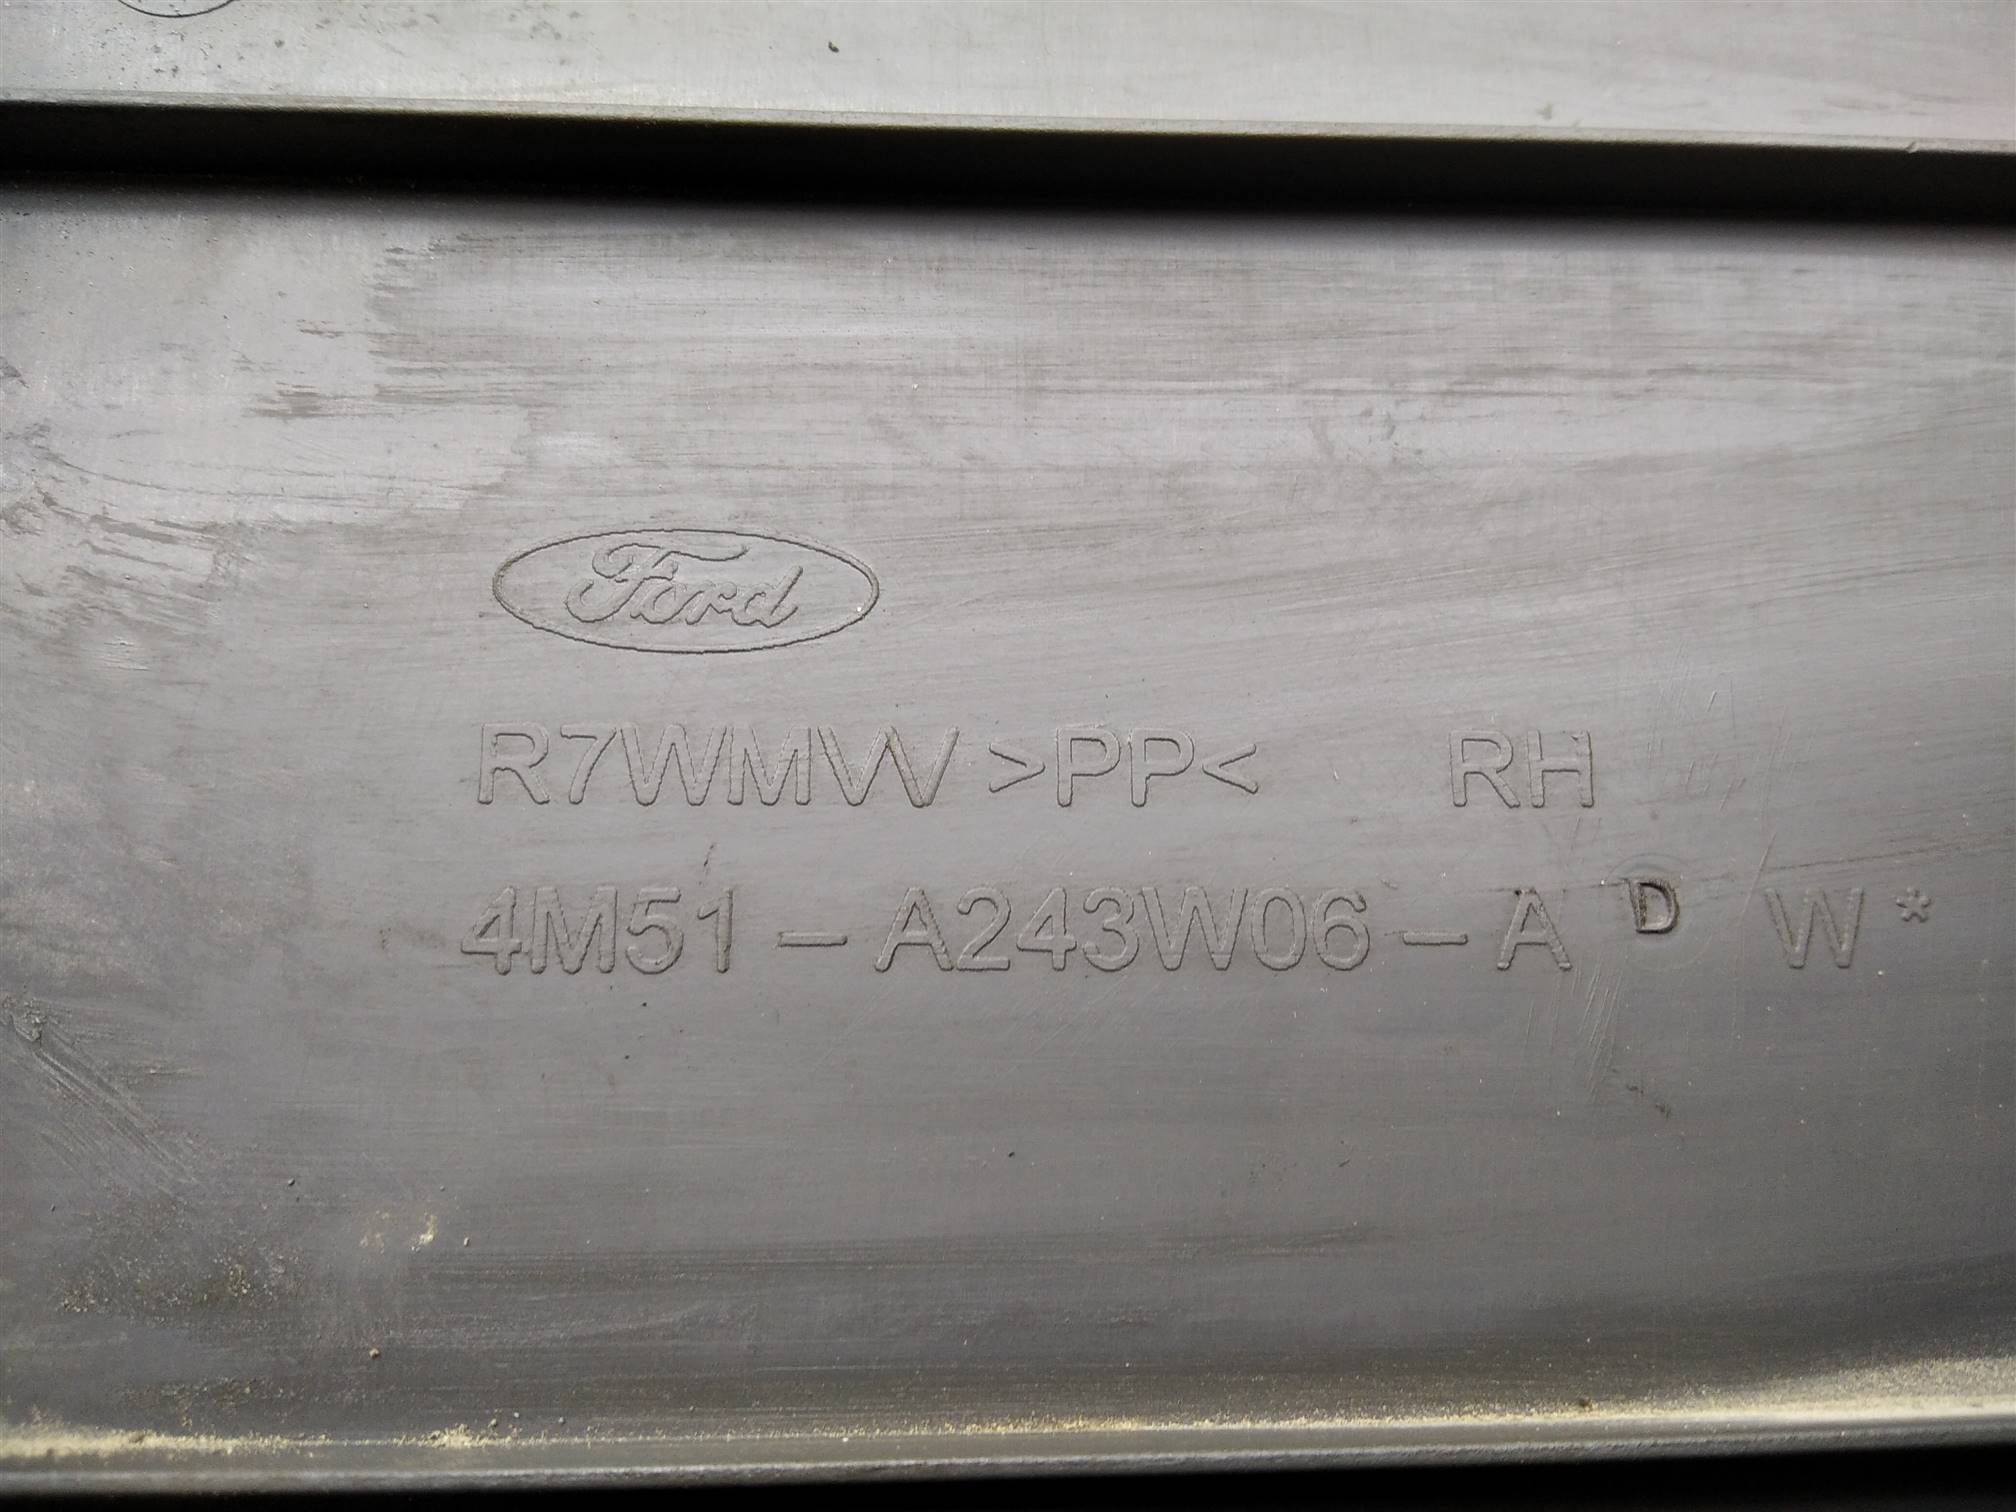 Ford
R7WMVV >PP< RH
4M51-A243W06-A D W*